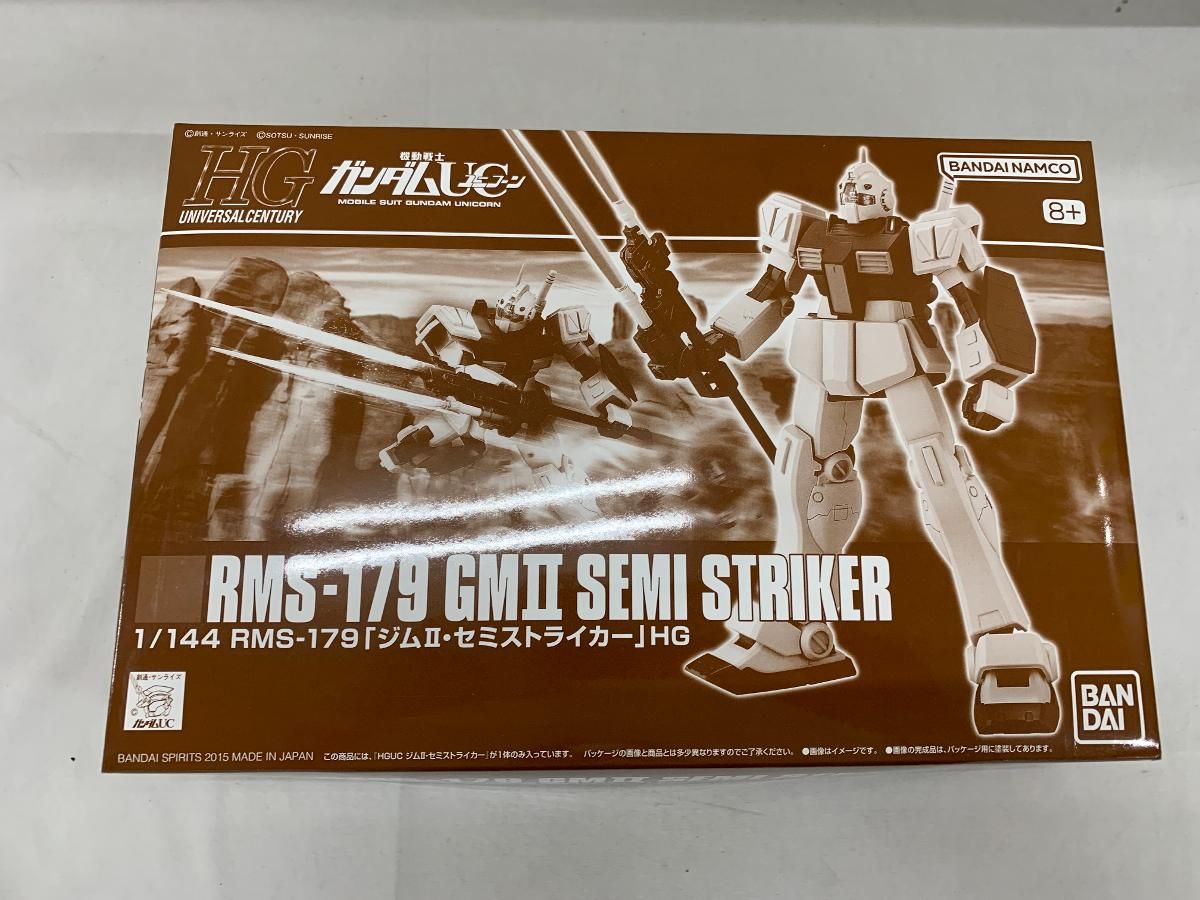 ©創通・サンライズ ©SOTSU・SUNRISE
HG
UNIVERSAL CENTURY
機動戦士
ガンダムUC
ユニコーン
MOBILE SUIT GUNDAM UNICORN
BANDAI NAMCO
8+
RMS-179 GMⅡ SEMI STRIKER
1/144 RMS-179「ジムⅡ・セミストライカー」HG
創通・サンライズ
©
ガンダムUC
BAN
DAI
BANDAI SPIRITS 2015 MADE IN JAPAN この商品には、「HGUC ジムⅡ・セミストライカー」が1体のみ入っています。 パッケージの画像と商品とは多少異なりますのでご了承ください。 ●画像はイメージです。 ●画像の完成品は、パッケージ用に塗装してあります。